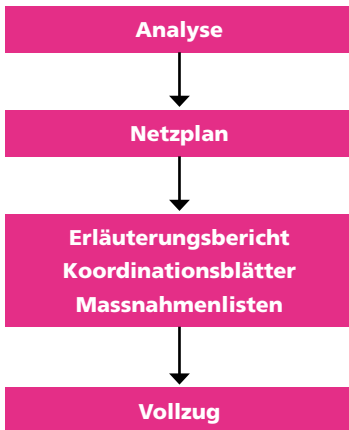 Analyse
Netzplan
Erläuterungsbericht
Koordinationsblätter
Massnahmenlisten
Vollzug